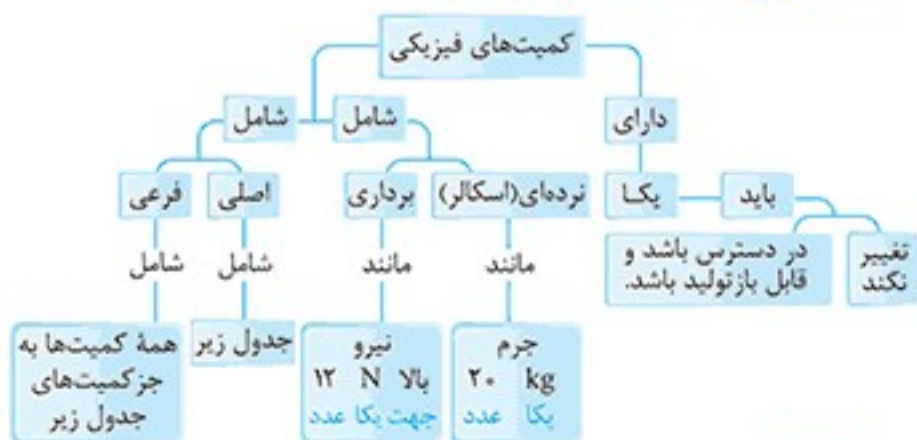 کمیت‌های فیزیکی
دارای
شامل
شامل
یکا
باید
نرده‌ای(اسکالر)
برداری
اصلی
فرعی
تغییر
نکند
در دسترس باشد و
قابل بازتولید باشد.
مانند
مانند
شامل
شامل
جرم
۲۰ kg
عدد یکا
نیرو
۱۲ N بالا
جهت یکا عدد
جدول زیر
همهٔ کمیت‌ها به
جز کمیت‌های
جدول زیر